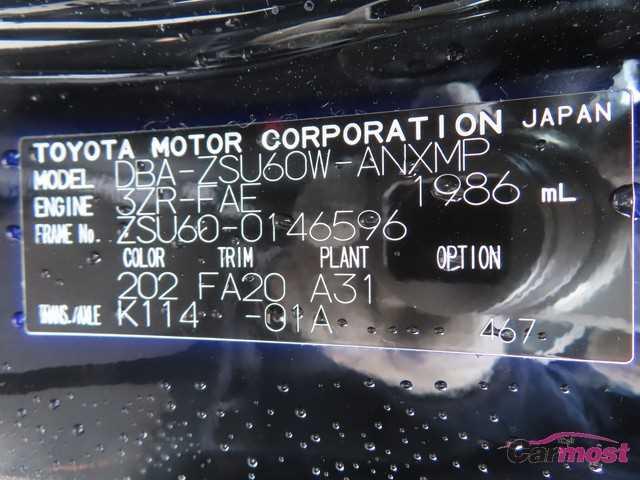 TOYOTA MOTOR CORPORATION JAPAN
MODEL DBA-ZSU60W-ANXMP
ENGINE 3ZR-FAE 1986 mL
FRAME No. ZSU60-0146596
COLOR TRIM PLANT OPTION
202 FA20 A31
TRANS./AXLE K114 -01A 467
Carmost